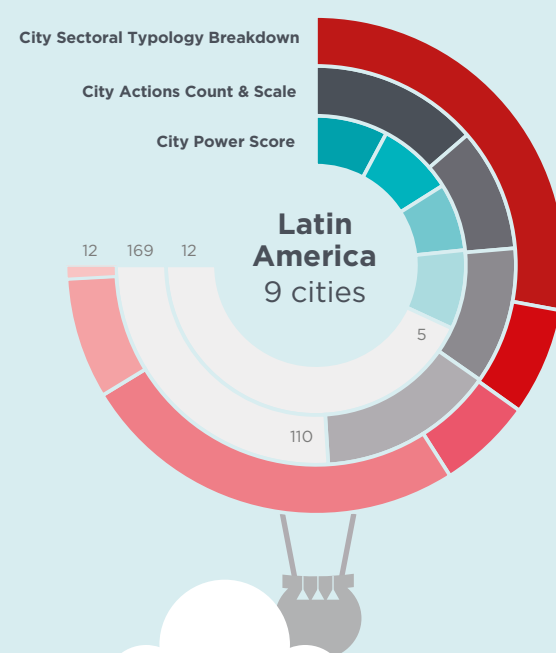 City Sectoral Typology Breakdown
City Actions Count & Scale
City Power Score
Latin
America
9 cities
12 169 12
5
110